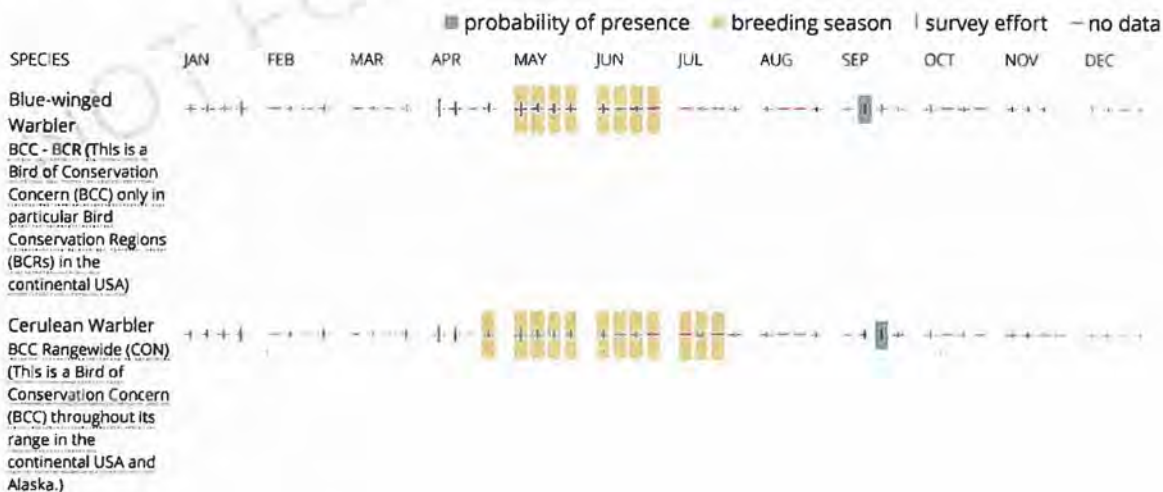 probability of presence breeding season survey effort no data
SPECIES JAN FEB MAR APR MAY JUN JUL AUG SEP OCT NOV DEC
Blue-winged
Warbler
BCC - BCR (This is a
Bird of Conservation
Concern (BCC) only in
particular Bird
Conservation Regions
(BCRs) in the
continental USA)
Cerulean Warbler
BCC Rangewide (CON)
(This is a Bird of
Conservation Concern
(BCC) throughout its
range in the
continental USA and
Alaska.)